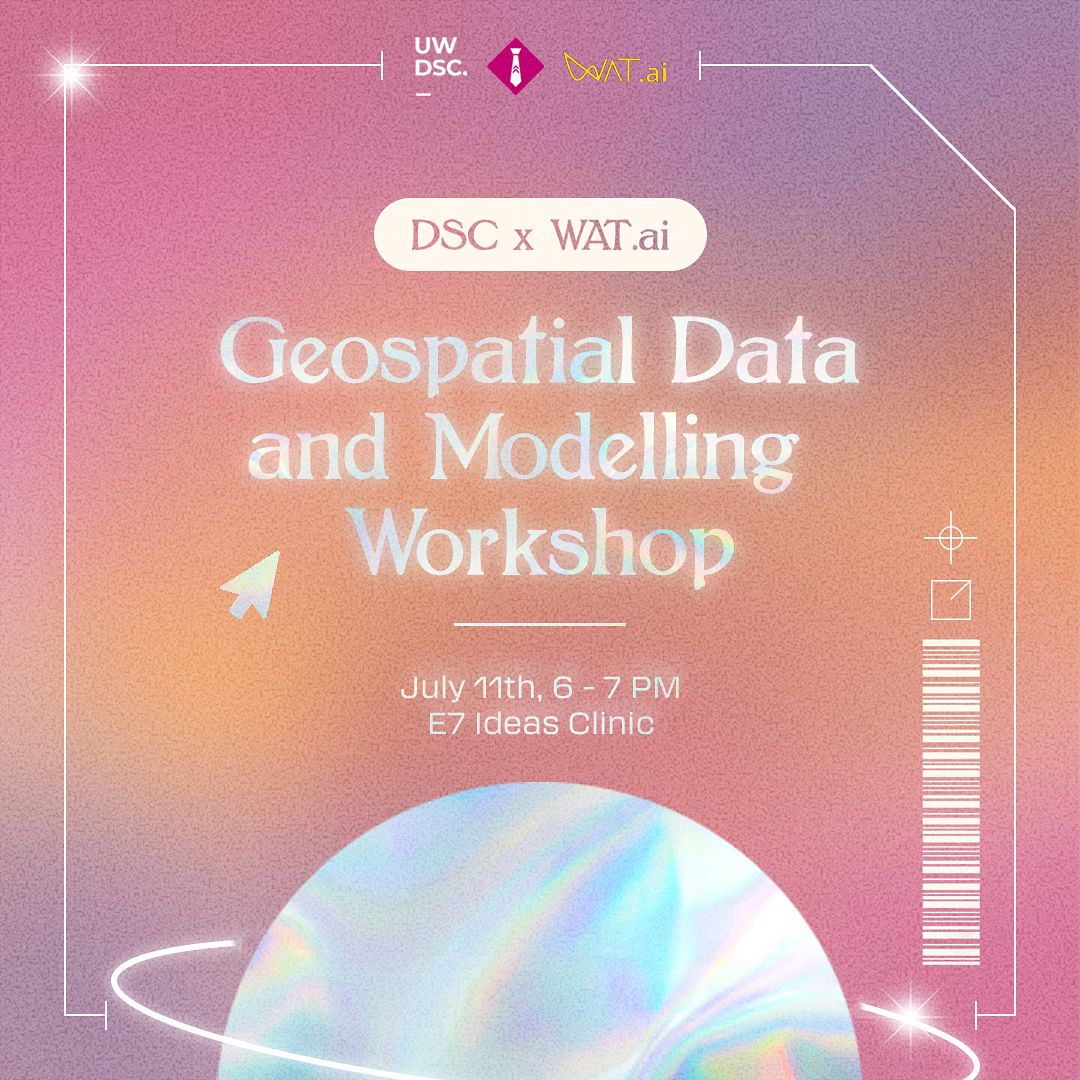 UW
DSC.
WAT.ai
DSC x WAT.ai
Geospatial Data
and Modelling
Workshop
July 11th, 6 - 7 PM
E7 Ideas Clinic